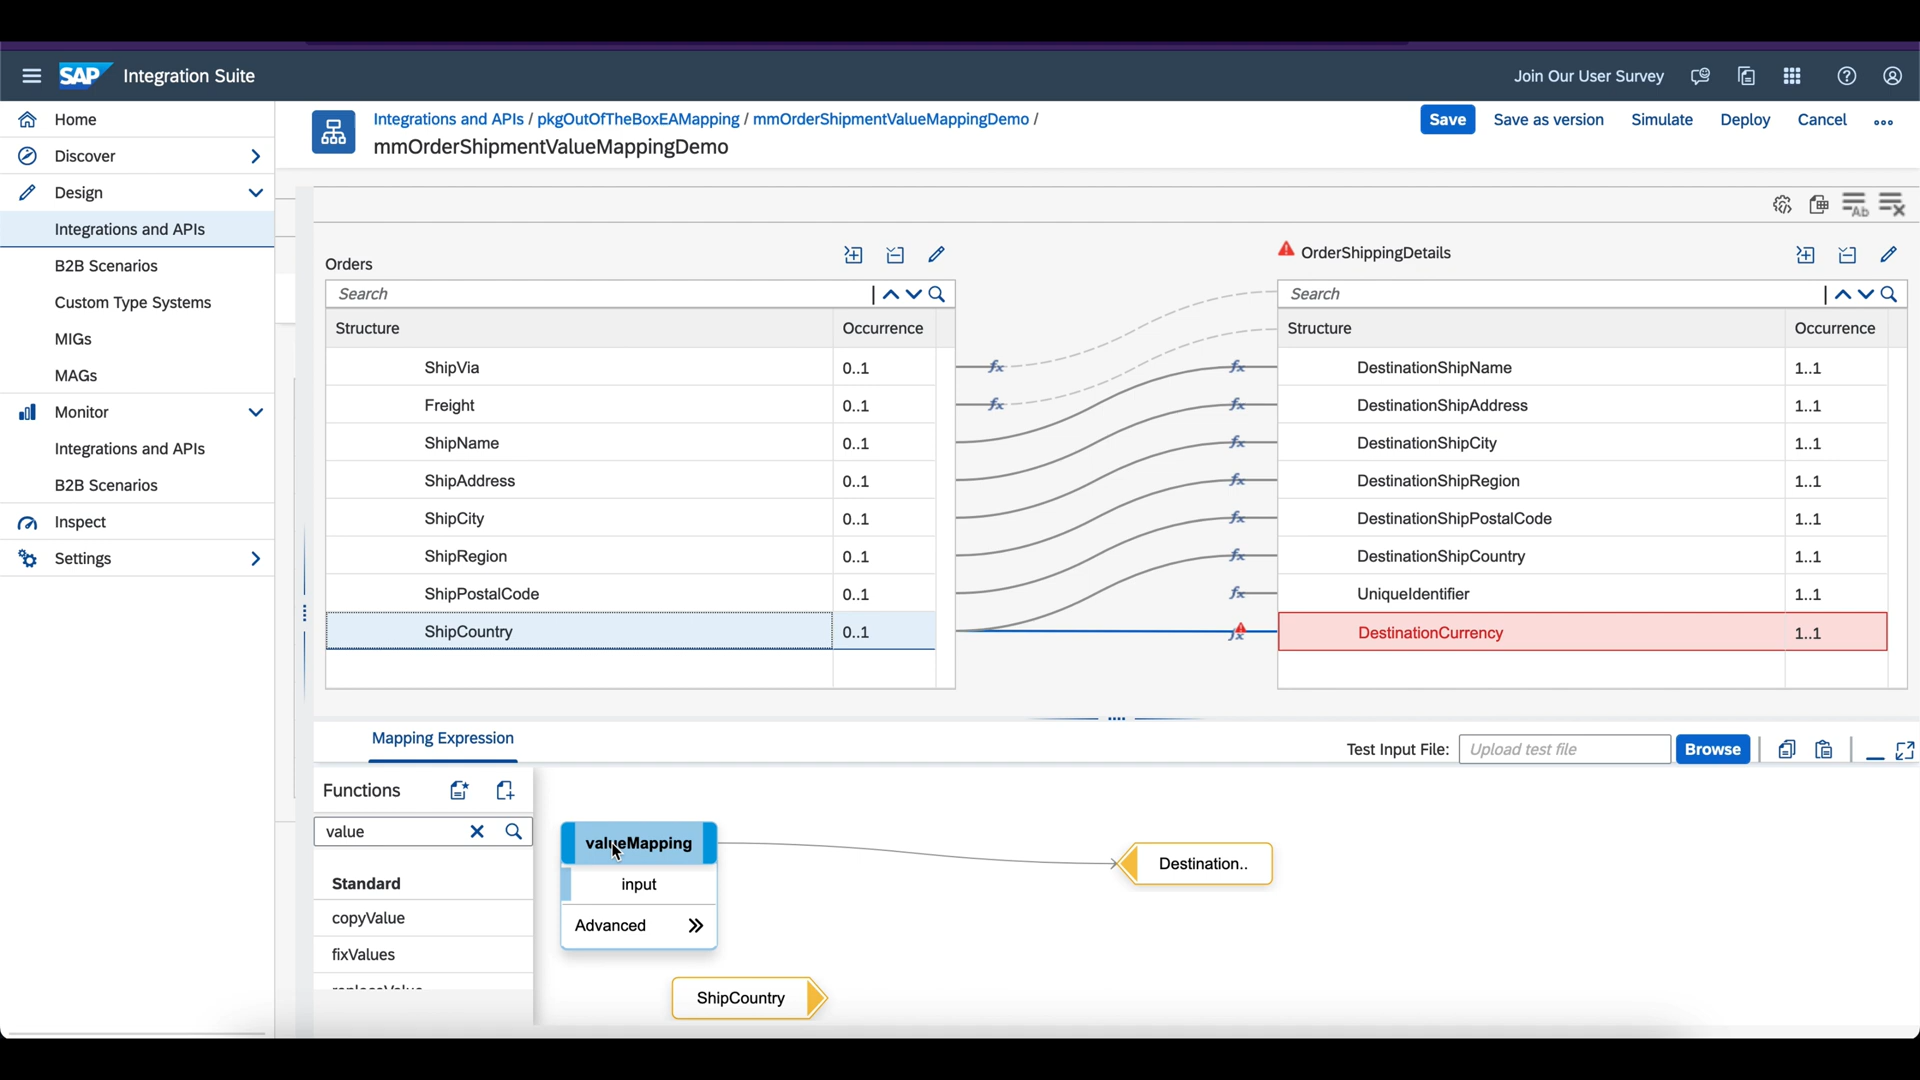 SAP Integration Suite
Join Our User Survey
Home
Discover
Design
Integrations and APIs
B2B Scenarios
Custom Type Systems
MIGs
MAGs
Monitor
Integrations and APIs
B2B Scenarios
Inspect
Settings
Integrations and APIs / pkgOutOfTheBoxEAMapping / mmOrderShipmentValueMappingDemo /
mmOrderShipmentValueMappingDemo
Save Save as version Simulate Deploy Cancel
Orders
Search
Structure Occurrence
ShipVia 0..1
Freight 0..1
ShipName 0..1
ShipAddress 0..1
ShipCity 0..1
ShipRegion 0..1
ShipPostalCode 0..1
ShipCountry 0..1
OrderShippingDetails
Search
Structure Occurrence
DestinationShipName 1..1
DestinationShipAddress 1..1
DestinationShipCity 1..1
DestinationShipRegion 1..1
DestinationShipPostalCode 1..1
DestinationShipCountry 1..1
UniqueIdentifier 1..1
DestinationCurrency 1..1
Mapping Expression
Test Input File: Upload test file Browse
Functions
value
Standard
copyValue
fixValues
valueMapping
input
Advanced
ShipCountry
Destination..